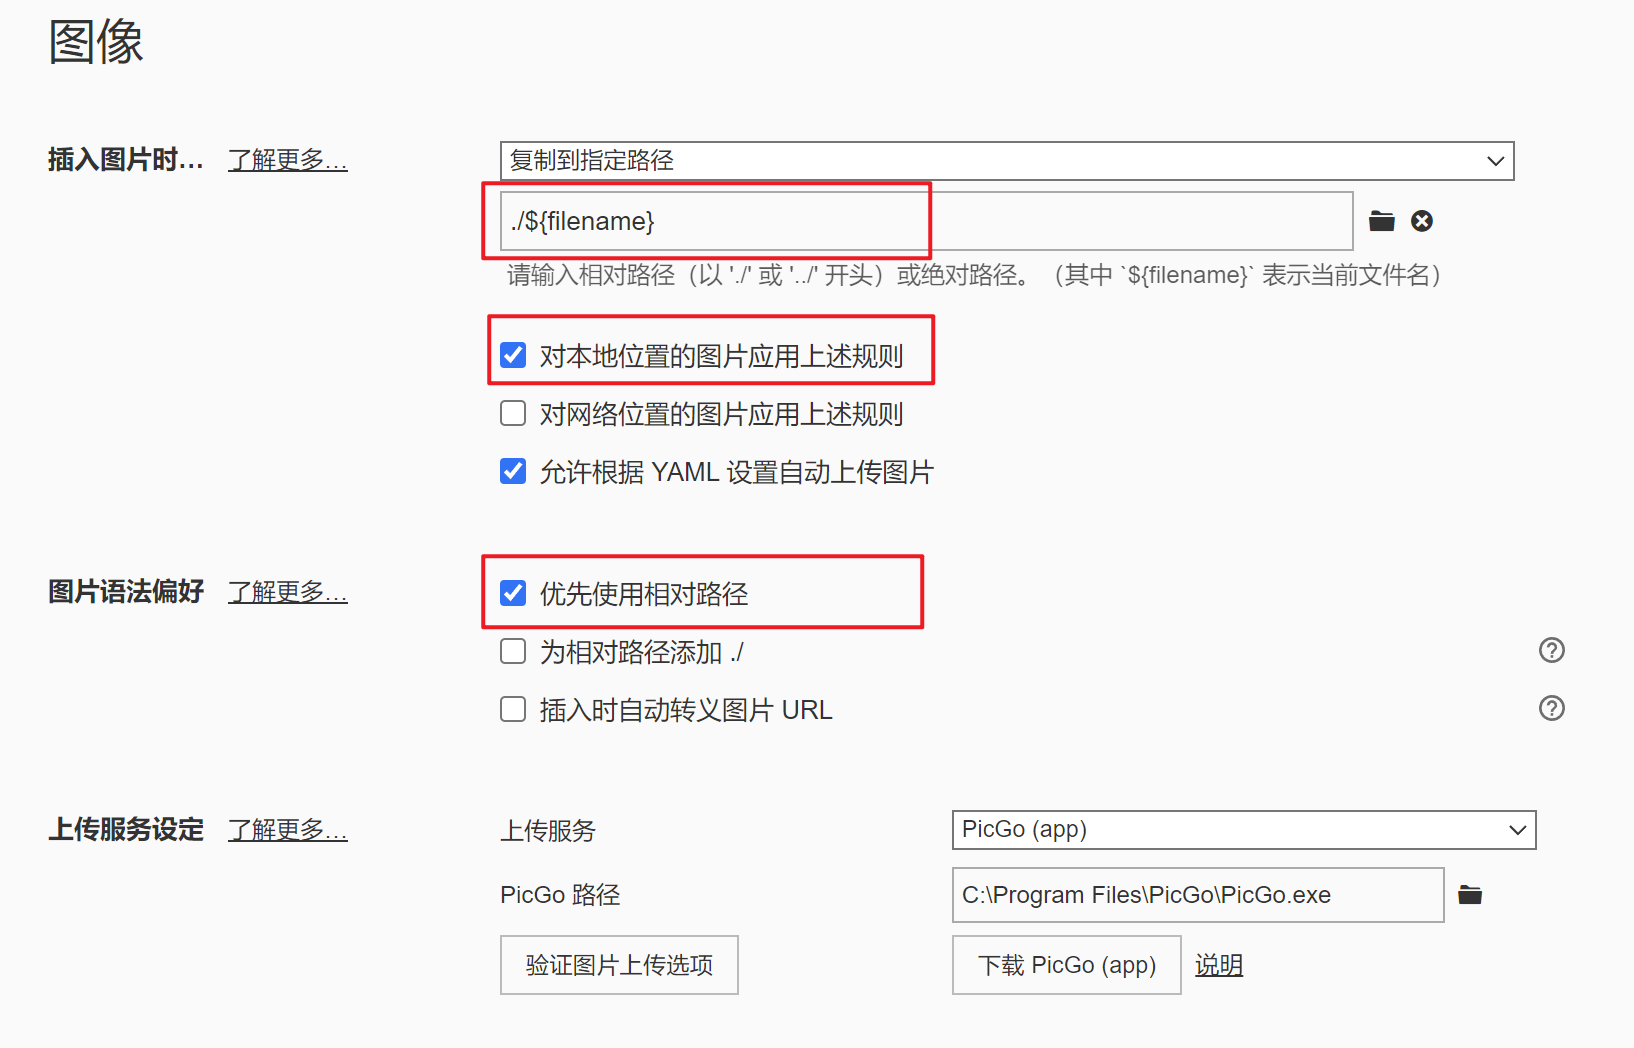 图像
插入图片时... 了解更多...
复制到指定路径
./${filename}
请输入相对路径（以 './' 或 '../' 开头）或绝对路径。（其中 `${filename}` 表示当前文件名）
对本地位置的图片应用上述规则
对网络位置的图片应用上述规则
允许根据 YAML 设置自动上传图片
图片语法偏好 了解更多...
优先使用相对路径
为相对路径添加 ./
插入时自动转义图片 URL
上传服务设定 了解更多...
上传服务 PicGo (app)
PicGo 路径 C:\Program Files\PicGo\PicGo.exe
验证图片上传选项 下载 PicGo (app) 说明